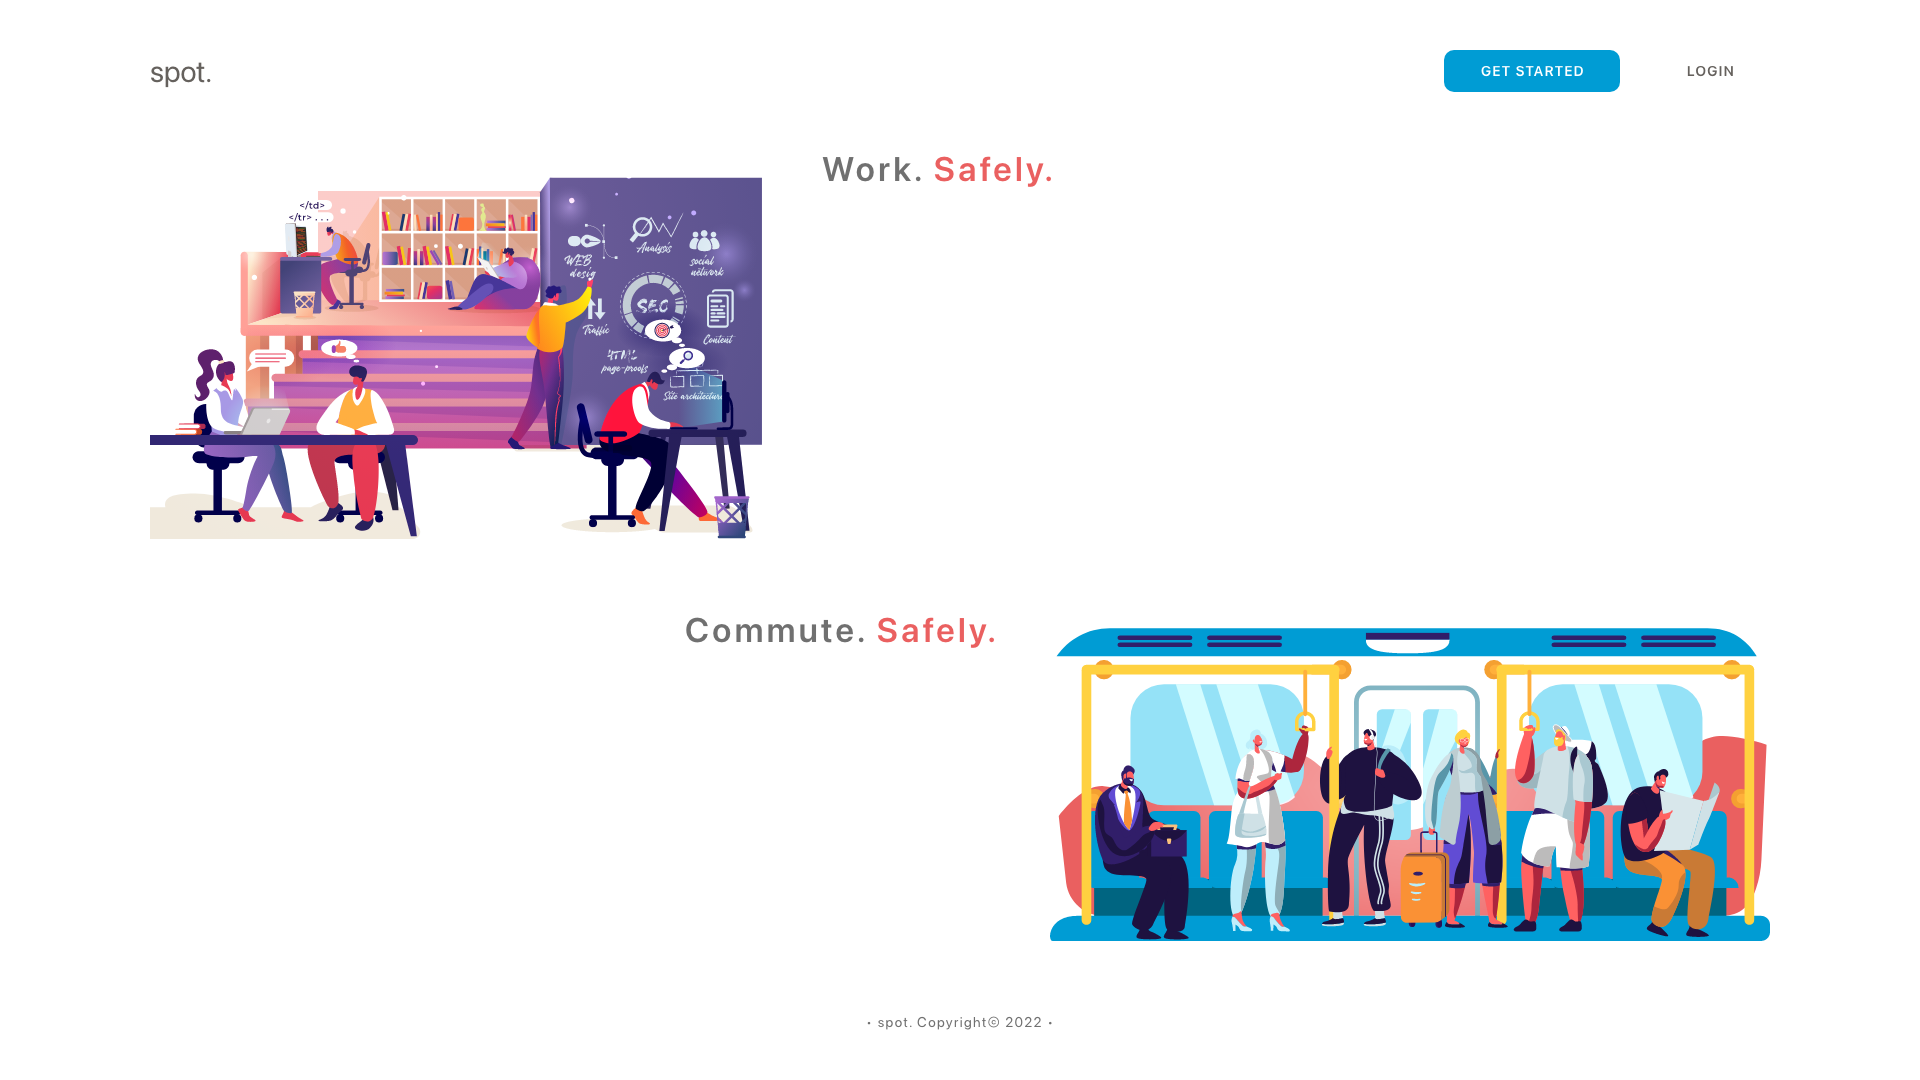 spot.
GET STARTED
LOGIN
Work. Safely.
</td>
</tr> ...
WEB
desig
Analysis
social
network
SEO
Traffic
Content
HTML
page-proofs
Site architecture
Commute. Safely.
• spot. Copyright© 2022 •